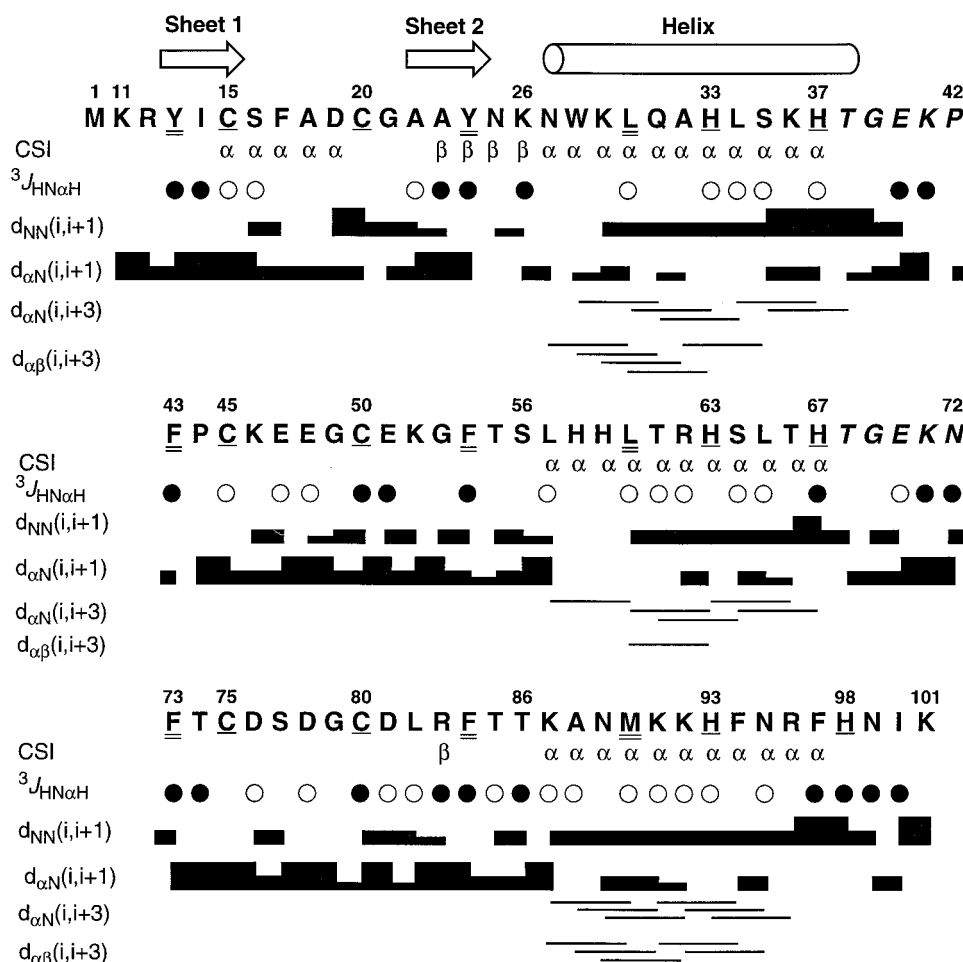 Sheet 1 Sheet 2 Helix
1 11 15 20 26 33 37 42
M K R Y I C S F A D C G A A Y N K N W K L Q A H L S K H T G E K P
CSI α α α α α β β β β α α α α α α α α α α α
³JHNαH
dNN(i,i+1)
dαN(i,i+1)
dαN(i,i+3)
dαβ(i,i+3)
43 45 50 56 63 67 72
F P C K E E G C E K G F T S L H H L T R H S L T H T G E K N
CSI α α α α α α α α α α α
³JHNαH
dNN(i,i+1)
dαN(i,i+1)
dαN(i,i+3)
dαβ(i,i+3)
73 75 80 86 93 98 101
F T C D S D G C D L R F T T K A N M K K H F N R F H N I K
CSI β α α α α α α α α α α α
³JHNαH
dNN(i,i+1)
dαN(i,i+1)
dαN(i,i+3)
dαβ(i,i+3)